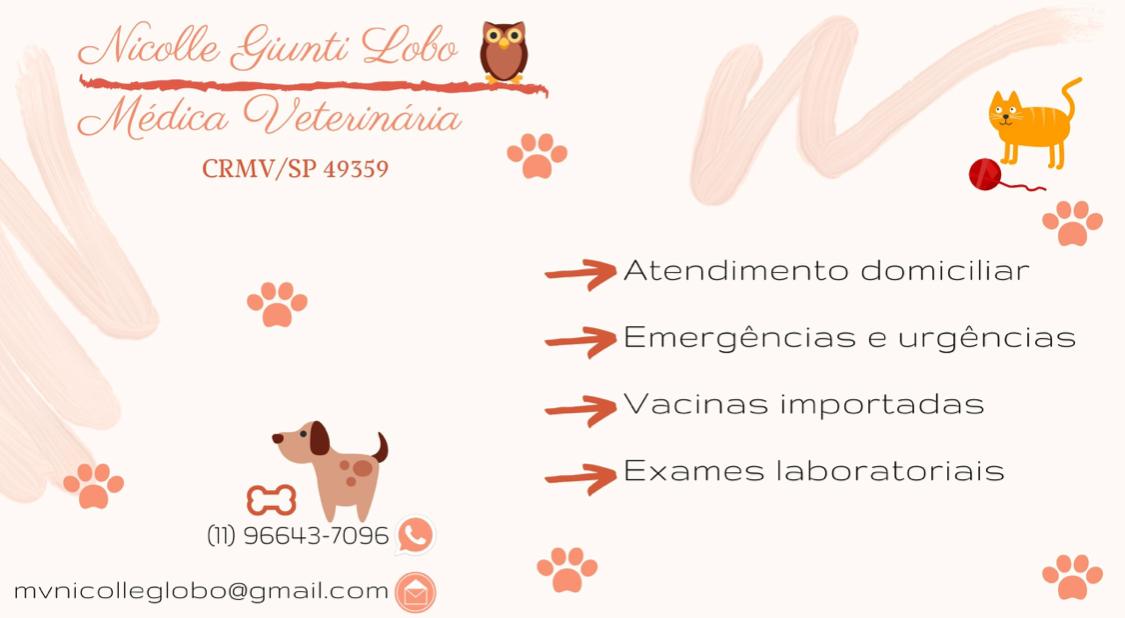 Nicolle Giunti Lobo
Médica Veterinária
CRMV/SP 49359
Atendimento domiciliar
Emergências e urgências
Vacinas importadas
Exames laboratoriais
(11) 96643-7096
mvnicolleglobo@gmail.com